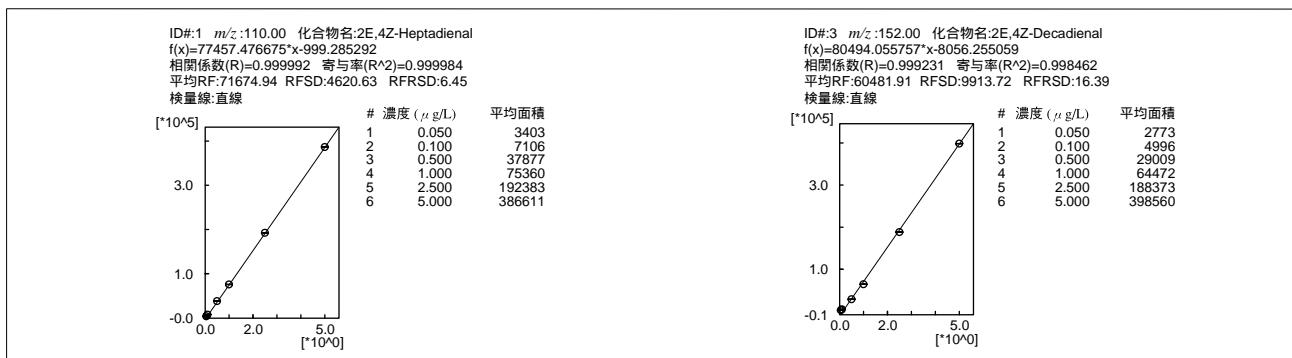 ID#:1 m/z:110.00 化合物名:2E,4Z-Heptadienal
f(x)=77457.476675*x-999.285292
相関係数(R)=0.999992 寄与率(R^2)=0.999984
平均RF:71674.94 RFSD:4620.63 RFRSD:6.45
検量線:直線
# 濃度(μg/L) 平均面積
1 0.050 3403
2 0.100 7106
3 0.500 37877
4 1.000 75360
5 2.500 192383
6 5.000 386611
[*10^5]
3.0
1.0
-0.0
0.0 2.0 5.0
[*10^0]
ID#:3 m/z:152.00 化合物名:2E,4Z-Decadienal
f(x)=80494.055757*x-8056.255059
相関係数(R)=0.999231 寄与率(R^2)=0.998462
平均RF:60481.91 RFSD:9913.72 RFRSD:16.39
検量線:直線
# 濃度(μg/L) 平均面積
1 0.050 2773
2 0.100 4996
3 0.500 29009
4 1.000 64472
5 2.500 188373
6 5.000 398560
[*10^5]
3.0
1.0
-0.1
0.0 2.0 5.0
[*10^0]